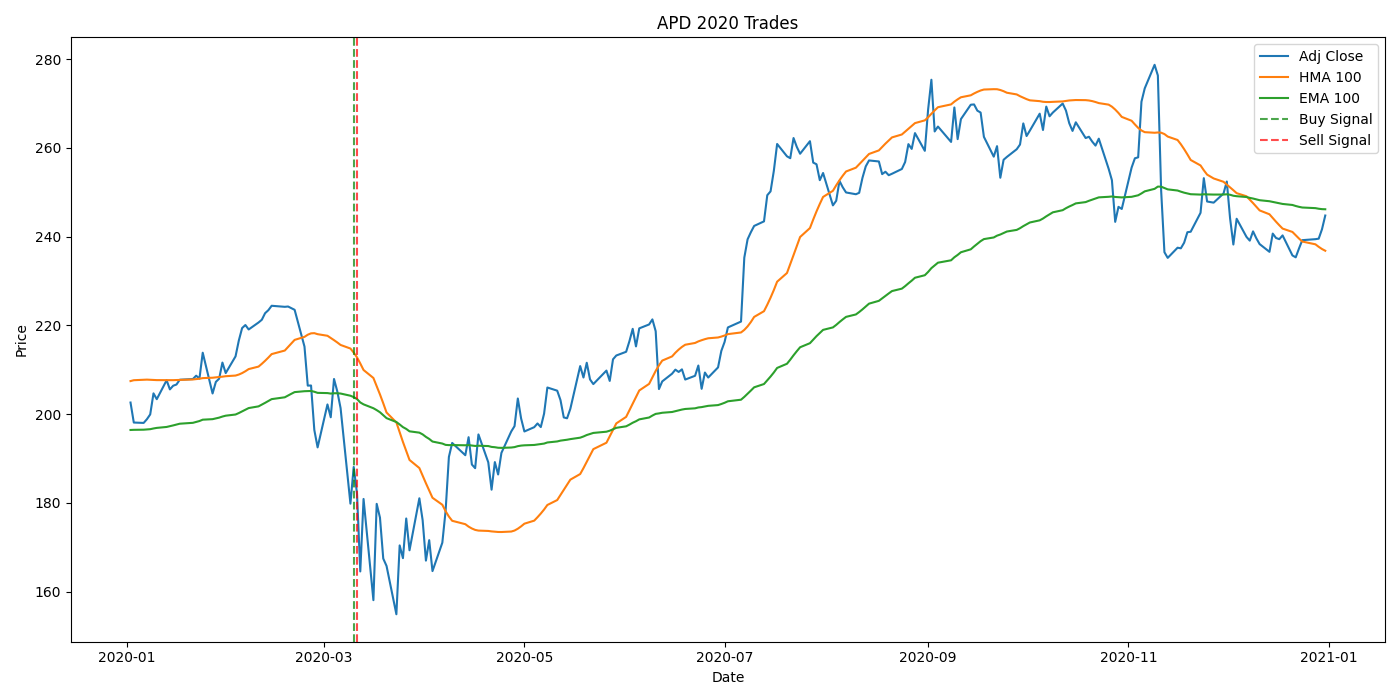 APD 2020 Trades
Adj Close
HMA 100
EMA 100
Buy Signal
Sell Signal
Price
280
260
240
220
200
180
160
2020-01
2020-03
2020-05
2020-07
2020-09
2020-11
2021-01
Date